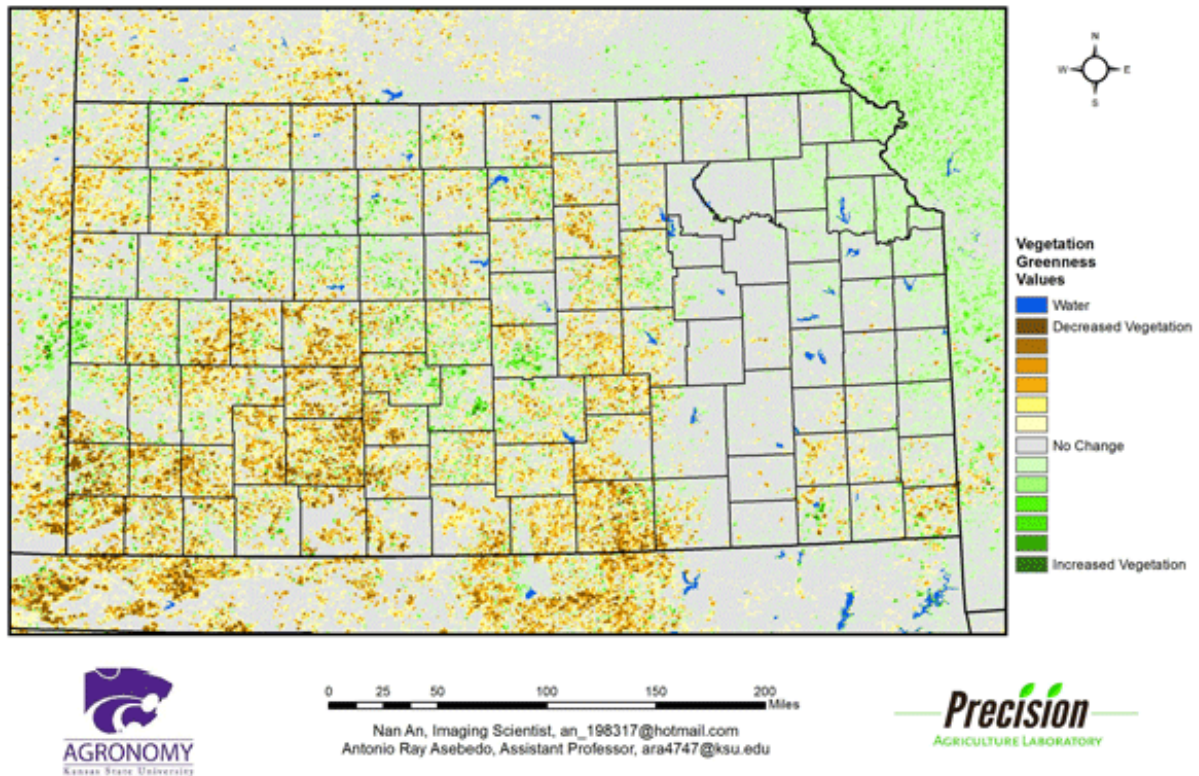 N
W E
S
Vegetation
Greenness
Values
Water
Decreased Vegetation
No Change
Increased Vegetation
0 25 50 100 150 200
Miles
Nan An, Imaging Scientist, an_198317@hotmail.com
Antonio Ray Asebedo, Assistant Professor, ara4747@ksu.edu
AGRONOMY
Kansas State University
Precision
AGRICULTURE LABORATORY